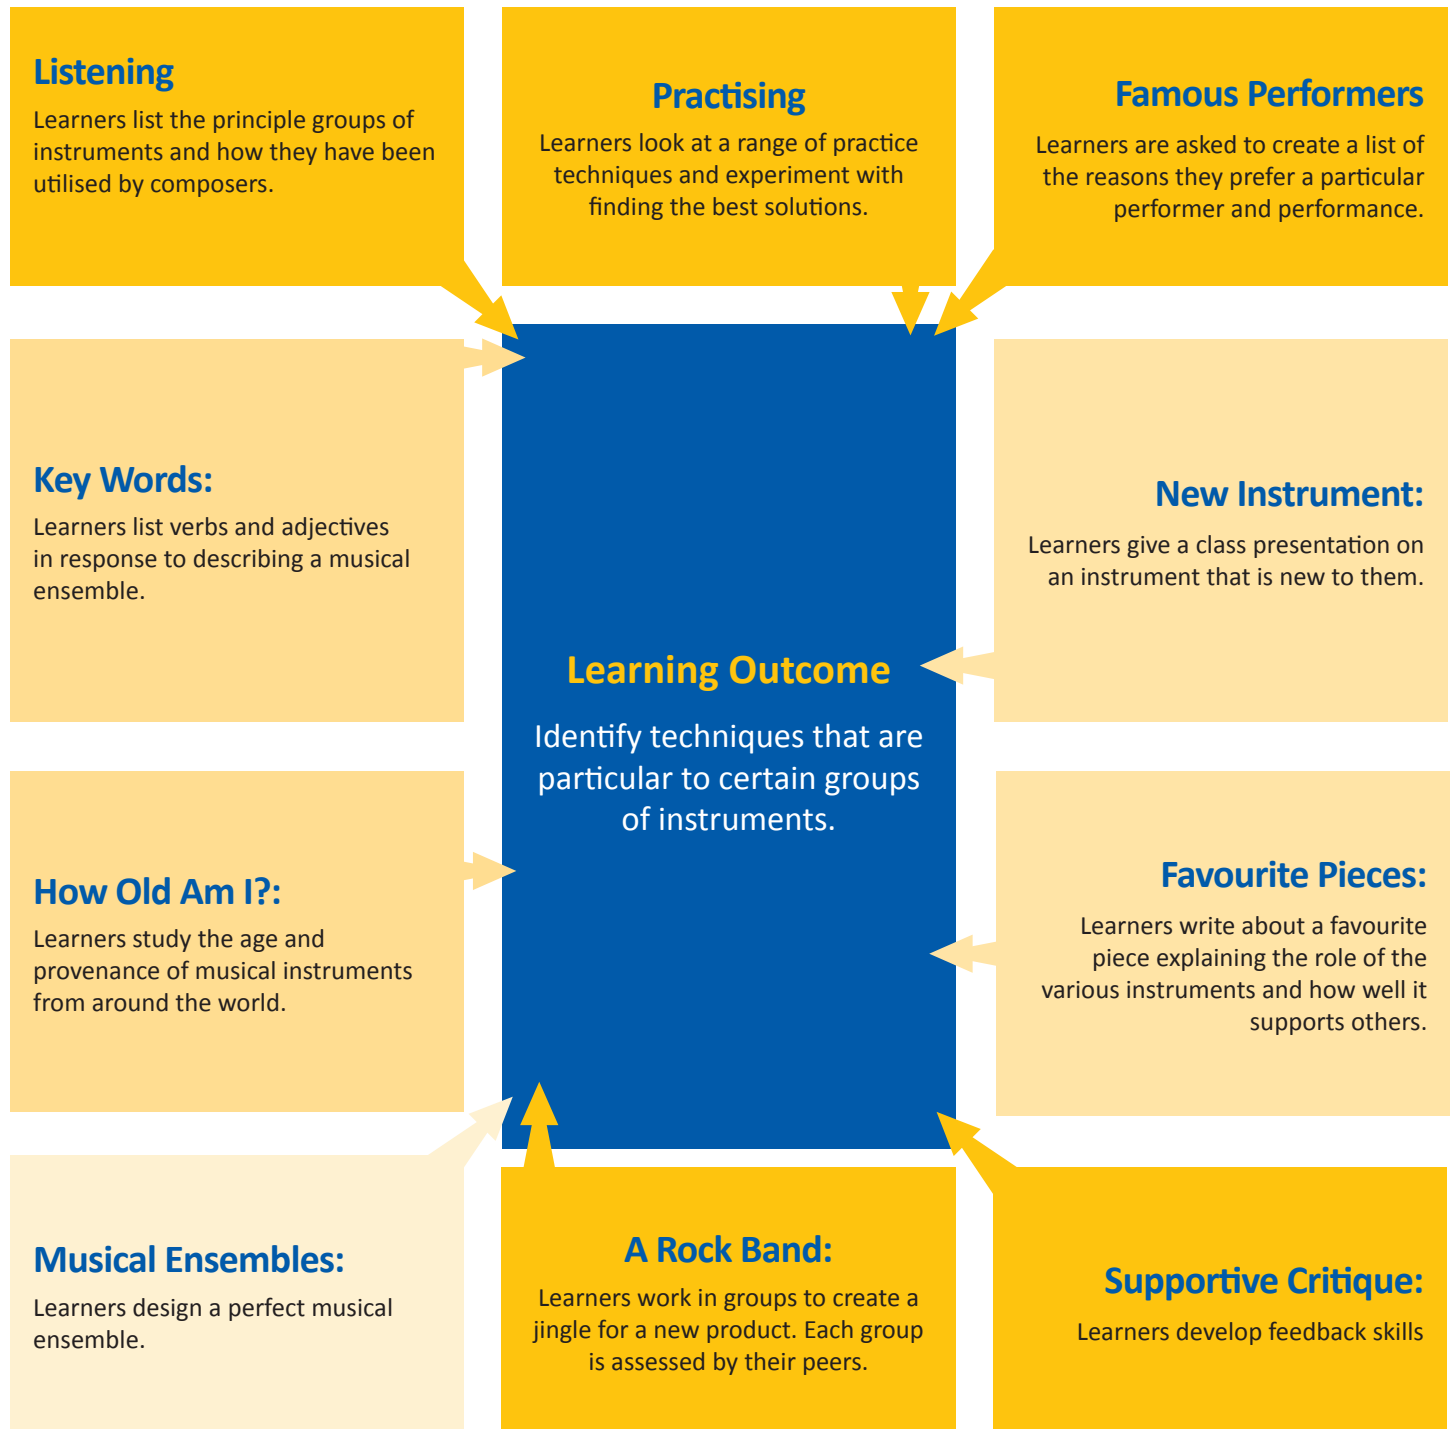 Listening
Learners list the principle groups of
instruments and how they have been
utilised by composers.
Practising
Learners look at a range of practice
techniques and experiment with
finding the best solutions.
Famous Performers
Learners are asked to create a list of
the reasons they prefer a particular
performer and performance.
Key Words:
Learners list verbs and adjectives
in response to describing a musical
ensemble.
New Instrument:
Learners give a class presentation on
an instrument that is new to them.
Learning Outcome
Identify techniques that are
particular to certain groups
of instruments.
How Old Am I?:
Learners study the age and
provenance of musical instruments
from around the world.
Favourite Pieces:
Learners write about a favourite
piece explaining the role of the
various instruments and how well it
supports others.
Musical Ensembles:
Learners design a perfect musical
ensemble.
A Rock Band:
Learners work in groups to create a
jingle for a new product. Each group
is assessed by their peers.
Supportive Critique:
Learners develop feedback skills